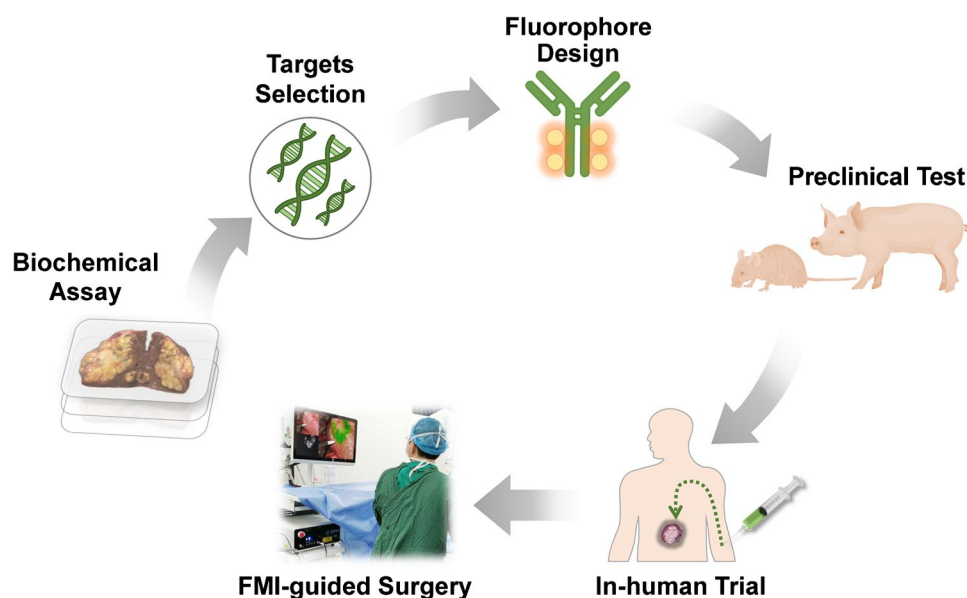 Biochemical
Assay
Targets
Selection
Fluorophore
Design
Preclinical Test
In-human Trial
FMI-guided Surgery